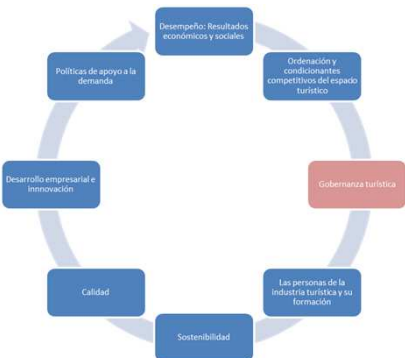 Desempeño: Resultados
económicos y sociales
Ordenación y
condicionantes
competitivos del espacio
turístico
Gobernanza turística
Las personas de la
industria turística y su
formación
Sostenibilidad
Calidad
Desarrollo empresarial e
Innnovación
Políticas de apoyo a la
demanda